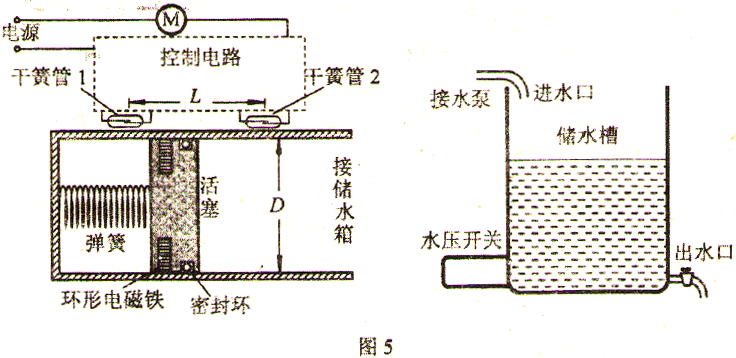 M
电源
控制电路
干簧管1
干簧管2
L
活塞
D
接储水箱
弹簧
环形电磁铁
密封环
接水泵
进水口
储水槽
水压开关
出水口
图5